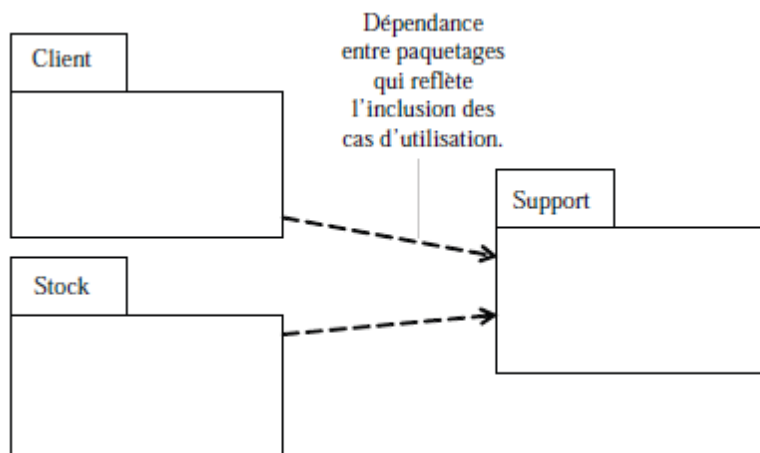 Dépendance
entre paquetages
qui reflète
l'inclusion des
cas d'utilisation.
Client
Support
Stock